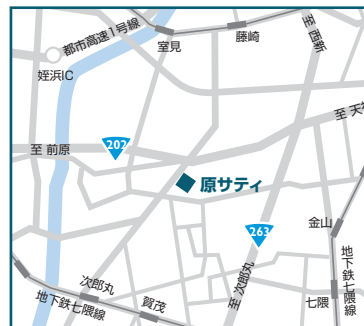 都市高速1号線
室見
藤崎
至 西新
姪浜IC
至 天神
202
至 前原
原サティ
263
金山
地下鉄七隈線
次郎丸
地下鉄七隈線
賀茂
至 次郎丸
七隈